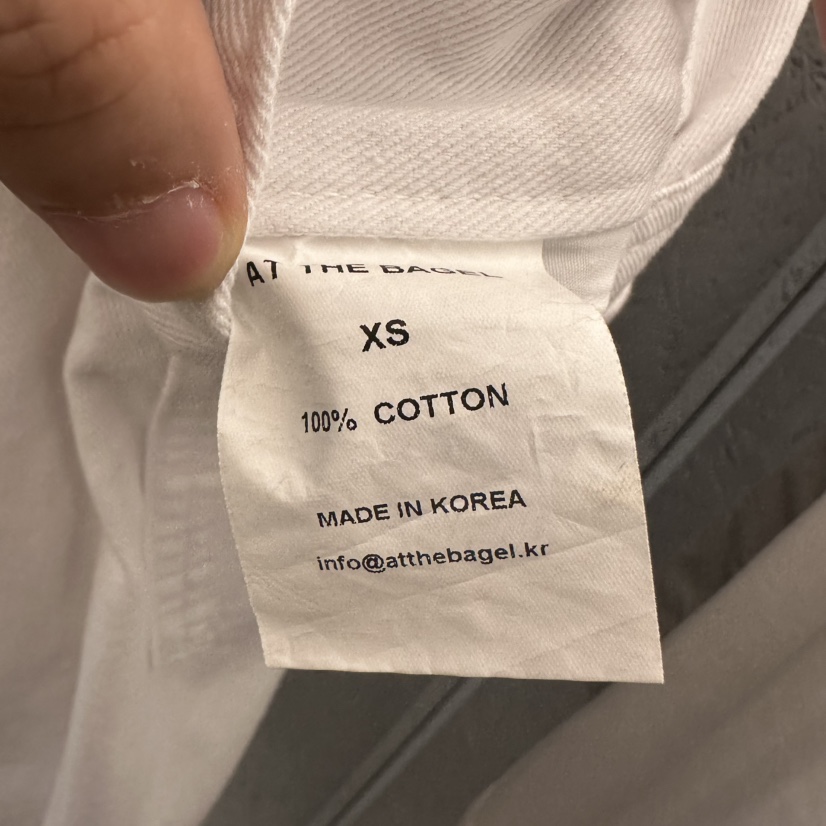 AT THE BAGEL
XS
100% COTTON
MADE IN KOREA
info@atthebagel.kr